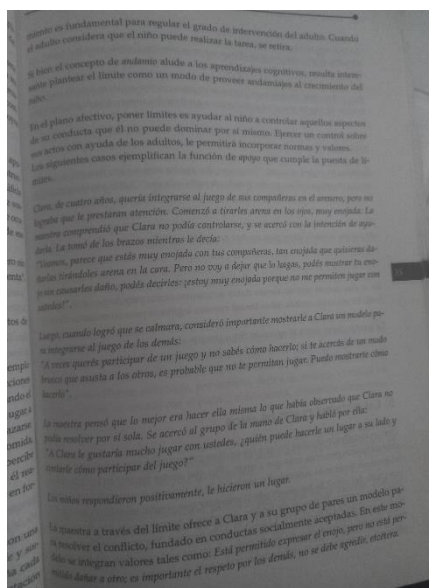 miento es fundamental para regular el grado de intervención del adulto. Cuando
el adulto considera que el niño puede realizar la tarea, se retira.
Si bien el concepto de andamio alude a los aprendizajes cognitivos, resulta intere-
sante plantear el límite como un modo de proveer andamiajes al crecimiento del
niño.
En el plano afectivo, poner límites es ayudar al niño a controlar aquellos aspectos
de su conducta que él no puede dominar por sí mismo. Ejercer un control sobre
sus actos con ayuda de los adultos, le permitirá incorporar normas y valores.
Los siguientes casos ejemplifican la función de apoyo que cumple la puesta de lí-
mites.
Clara, de cuatro años, quería integrarse al juego de sus compañeras en el arenero, pero no
lograba que le prestaran atención. Comenzó a tirarles arena en los ojos, muy enojada. La
maestra comprendió que Clara no podía controlarse, y se acercó con la intención de ayu-
darla. La tomó de los brazos mientras le decía:
"Vamos, parece que estás muy enojada con tus compañeras, tan enojada que quisieras da-
ñarlas tirándoles arena en la cara. Pero no voy a dejar que lo hagas, podés mostrar tu eno-
jo sin causarles daño, podés decirles: ¡estoy muy enojada porque no me permiten jugar con
ustedes!".
Luego, cuando logró que se calmara, consideró importante mostrarle a Clara un modelo pa-
ra integrarse al juego de los demás:
"A veces querés participar de un juego y no sabés cómo hacerlo; si te acercás de un modo
brusco que asusta a los otros, es probable que no te permitan jugar. Puedo mostrarte cómo
hacerlo".
La maestra pensó que lo mejor era hacer ella misma lo que había observado que Clara no
podía resolver por sí sola. Se acercó al grupo de la mano de Clara y habló por ella:
"A Clara le gustaría mucho jugar con ustedes, ¿quién puede hacerle un lugar a su lado y
contarle cómo participar del juego?"
Los niños respondieron positivamente, le hicieron un lugar.
La maestra a través del límite ofrece a Clara y a su grupo de pares un modelo pa-
ra resolver el conflicto, fundado en conductas socialmente aceptadas. En este mo-
delo se integran valores tales como: Está permitido expresar el enojo, pero no está per-
mitido dañar a otro; es importante el respeto por los demás, no se debe agredir, etcétera.